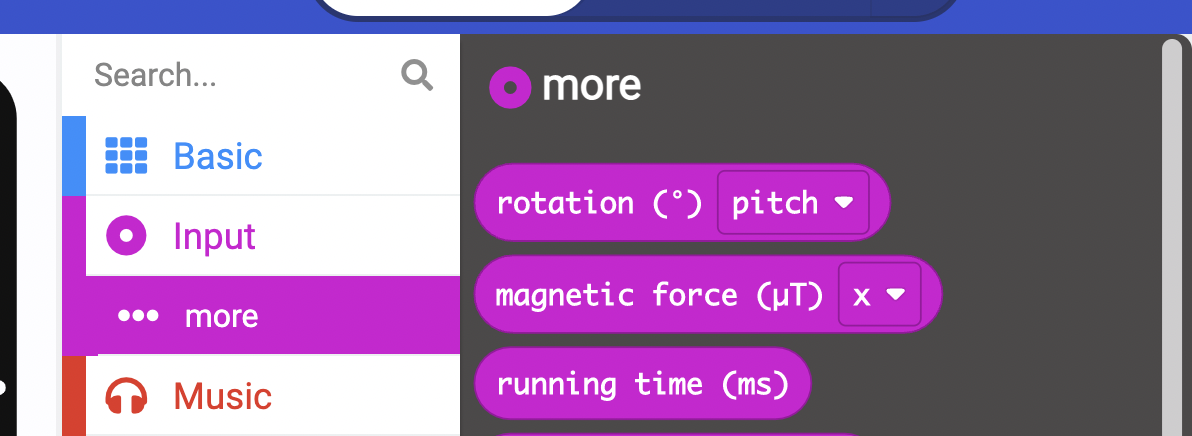 Search...
Basic
Input
more
Music
more
rotation (°) pitch
magnetic force (µT) x
running time (ms)